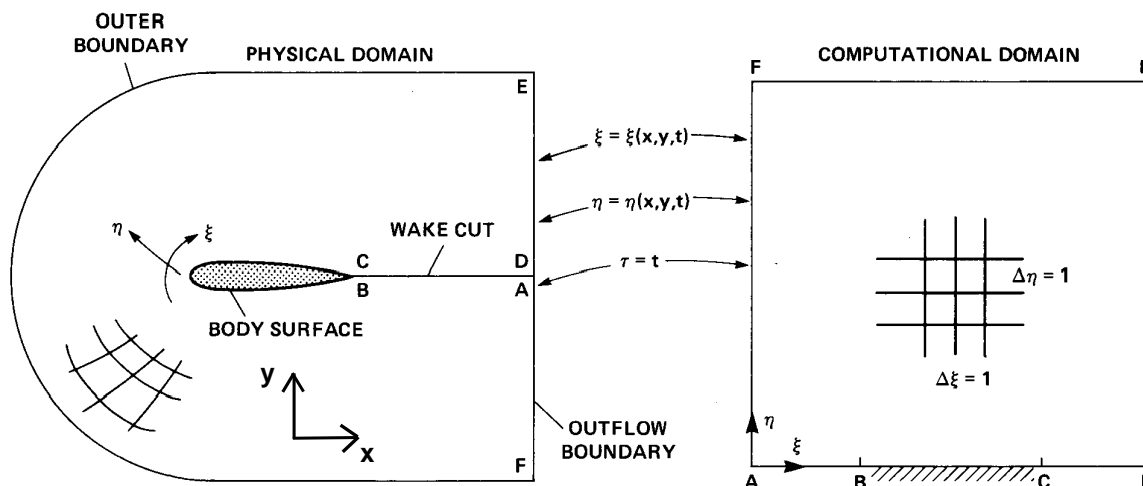 OUTER
BOUNDARY
PHYSICAL DOMAIN
COMPUTATIONAL DOMAIN
E
F
ξ = ξ(x,y,t)
η = η(x,y,t)
τ = t
η
ξ
WAKE CUT
C
D
B
A
BODY SURFACE
Δη = 1
Δξ = 1
y
x
OUTFLOW
BOUNDARY
F
η
ξ
A
B
C